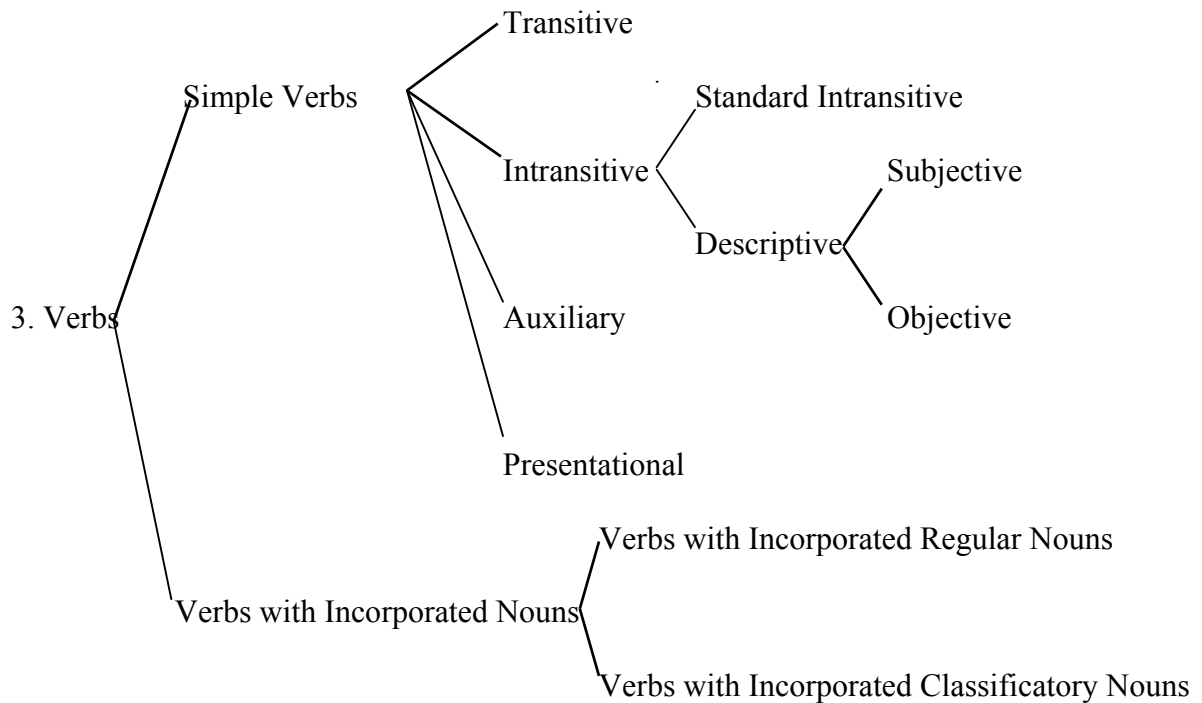 Transitive
Simple Verbs
Standard Intransitive
Intransitive
Subjective
Descriptive
3. Verbs
Auxiliary
Objective
Presentational
Verbs with Incorporated Regular Nouns
Verbs with Incorporated Nouns
Verbs with Incorporated Classificatory Nouns